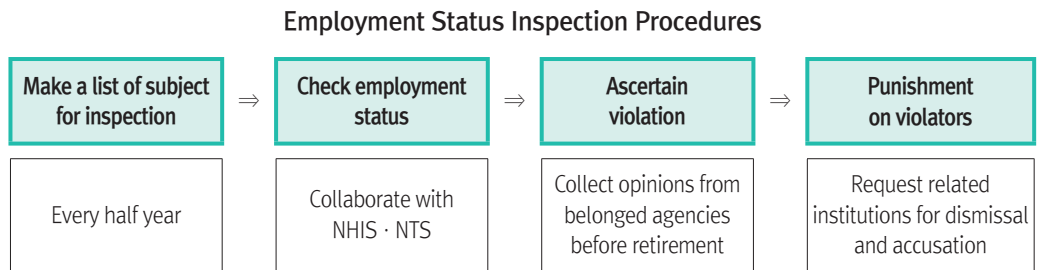 Employment Status Inspection Procedures
Make a list of subject
for inspection
⇒
Check employment
status
⇒
Ascertain
violation
⇒
Punishment
on violators
Every half year
Collaborate with
NHIS · NTS
Collect opinions from
belonged agencies
before retirement
Request related
institutions for dismissal
and accusation